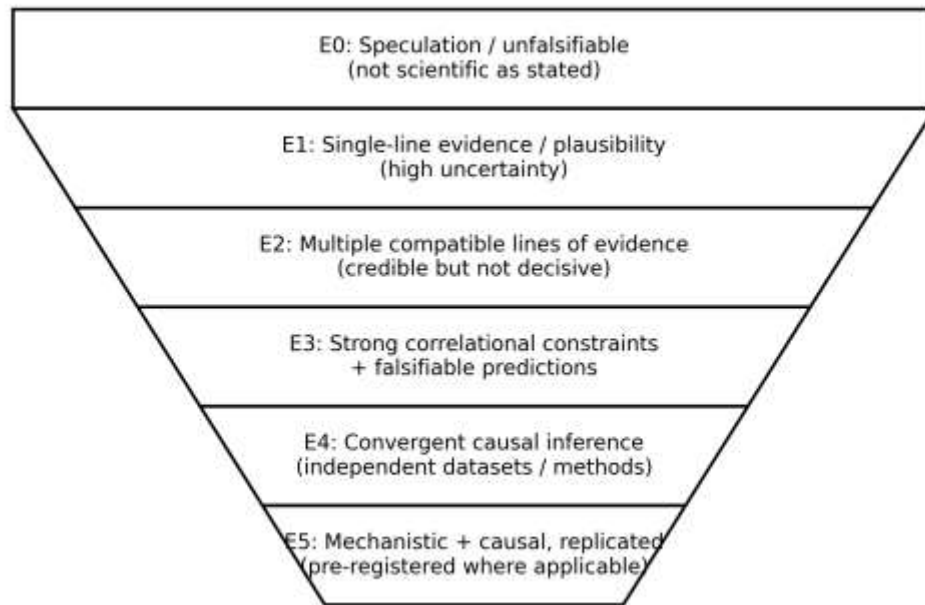 E0: Speculation / unfalsifiable
(not scientific as stated)
E1: Single-line evidence / plausibility
(high uncertainty)
E2: Multiple compatible lines of evidence
(credible but not decisive)
E3: Strong correlational constraints
+ falsifiable predictions
E4: Convergent causal inference
(independent datasets / methods)
E5: Mechanistic + causal, replicated
(pre-registered where applicable)